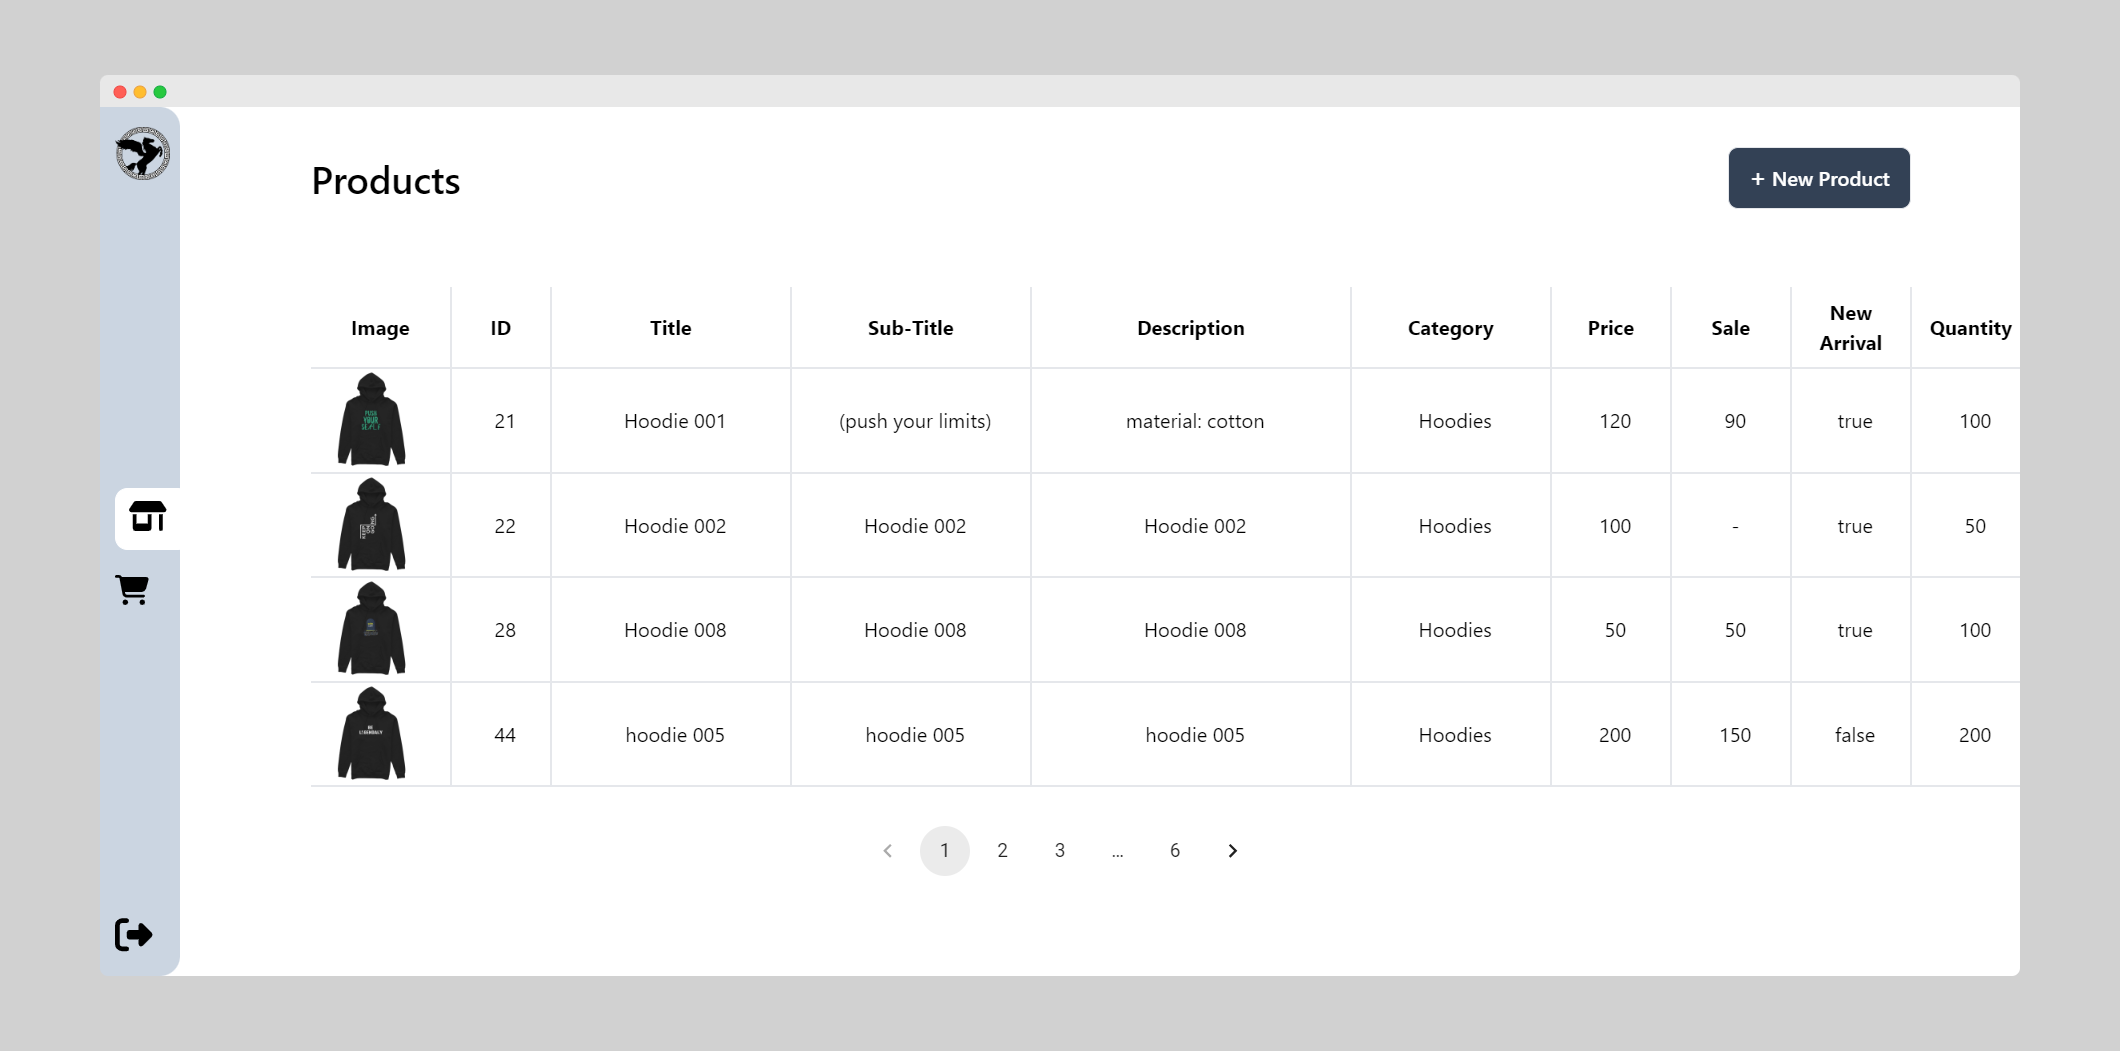 Products
+ New Product
Image ID Title Sub-Title Description Category Price Sale New Arrival Quantity
PUSH
YOUR
21 Hoodie 001 (push your limits) material: cotton Hoodies 120 90 true 100
22 Hoodie 002 Hoodie 002 Hoodie 002 Hoodies 100 - true 50
28 Hoodie 008 Hoodie 008 Hoodie 008 Hoodies 50 50 true 100
44 hoodie 005 hoodie 005 hoodie 005 Hoodies 200 150 false 200
1 2 3 ... 6